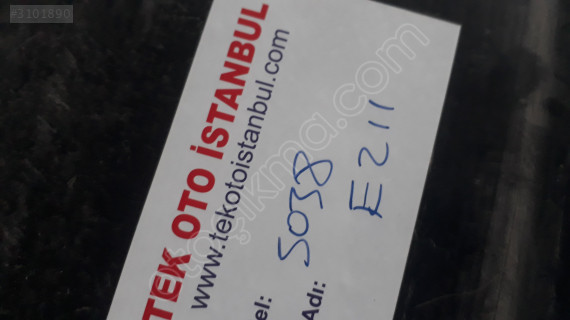 #3101890
TEK OTO İSTANBUL
www.tekotoistanbul.com
el: 5038
Adı: E211